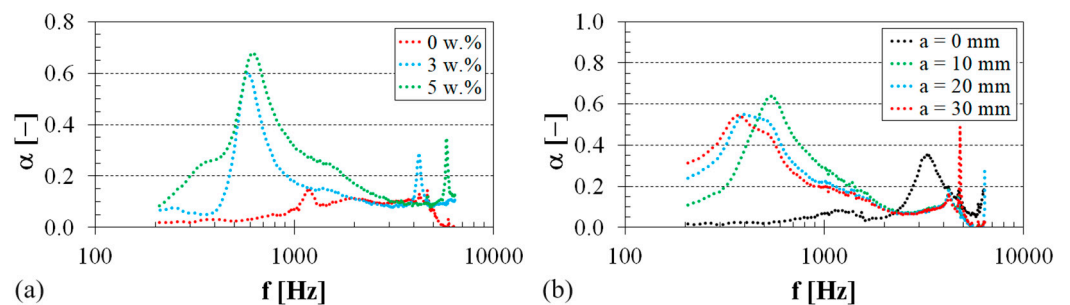 0.8
0.6
0.4
0.2
0.0
α [−]
0 w.%
3 w.%
5 w.%
100
1000
10000
f [Hz]
(a)
1.0
0.8
0.6
0.4
0.2
0.0
α [−]
a = 0 mm
a = 10 mm
a = 20 mm
a = 30 mm
100
1000
10000
f [Hz]
(b)